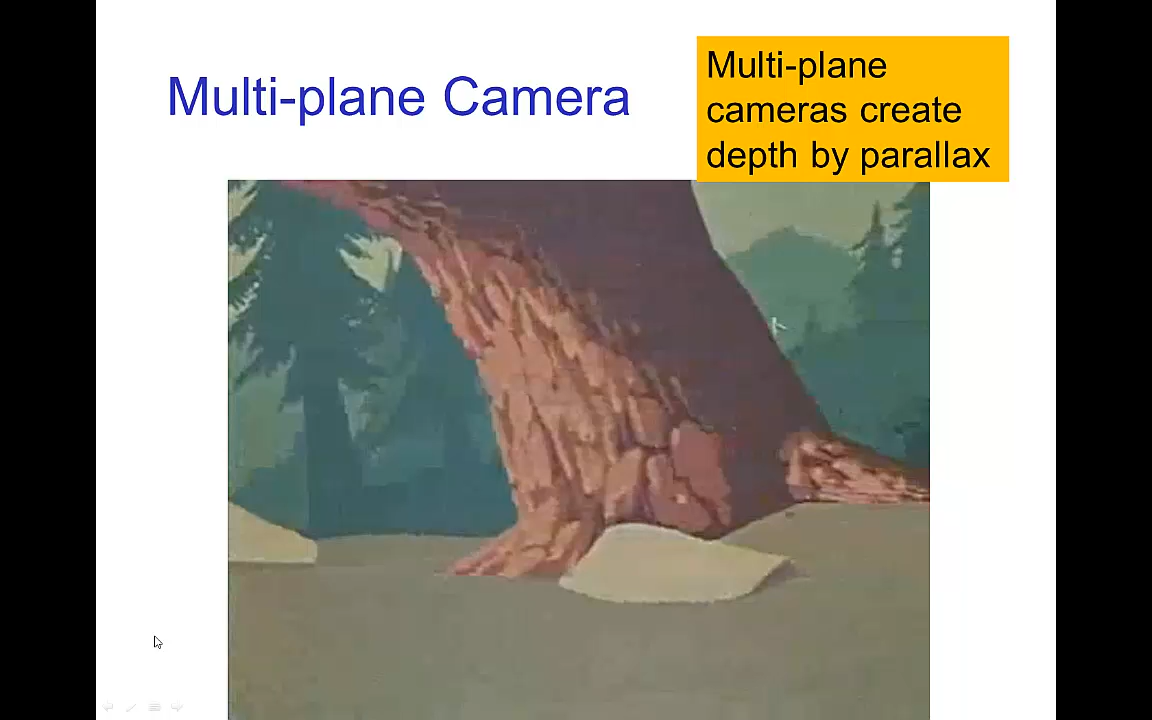 Multi-plane Camera
Multi-plane
cameras create
depth by parallax